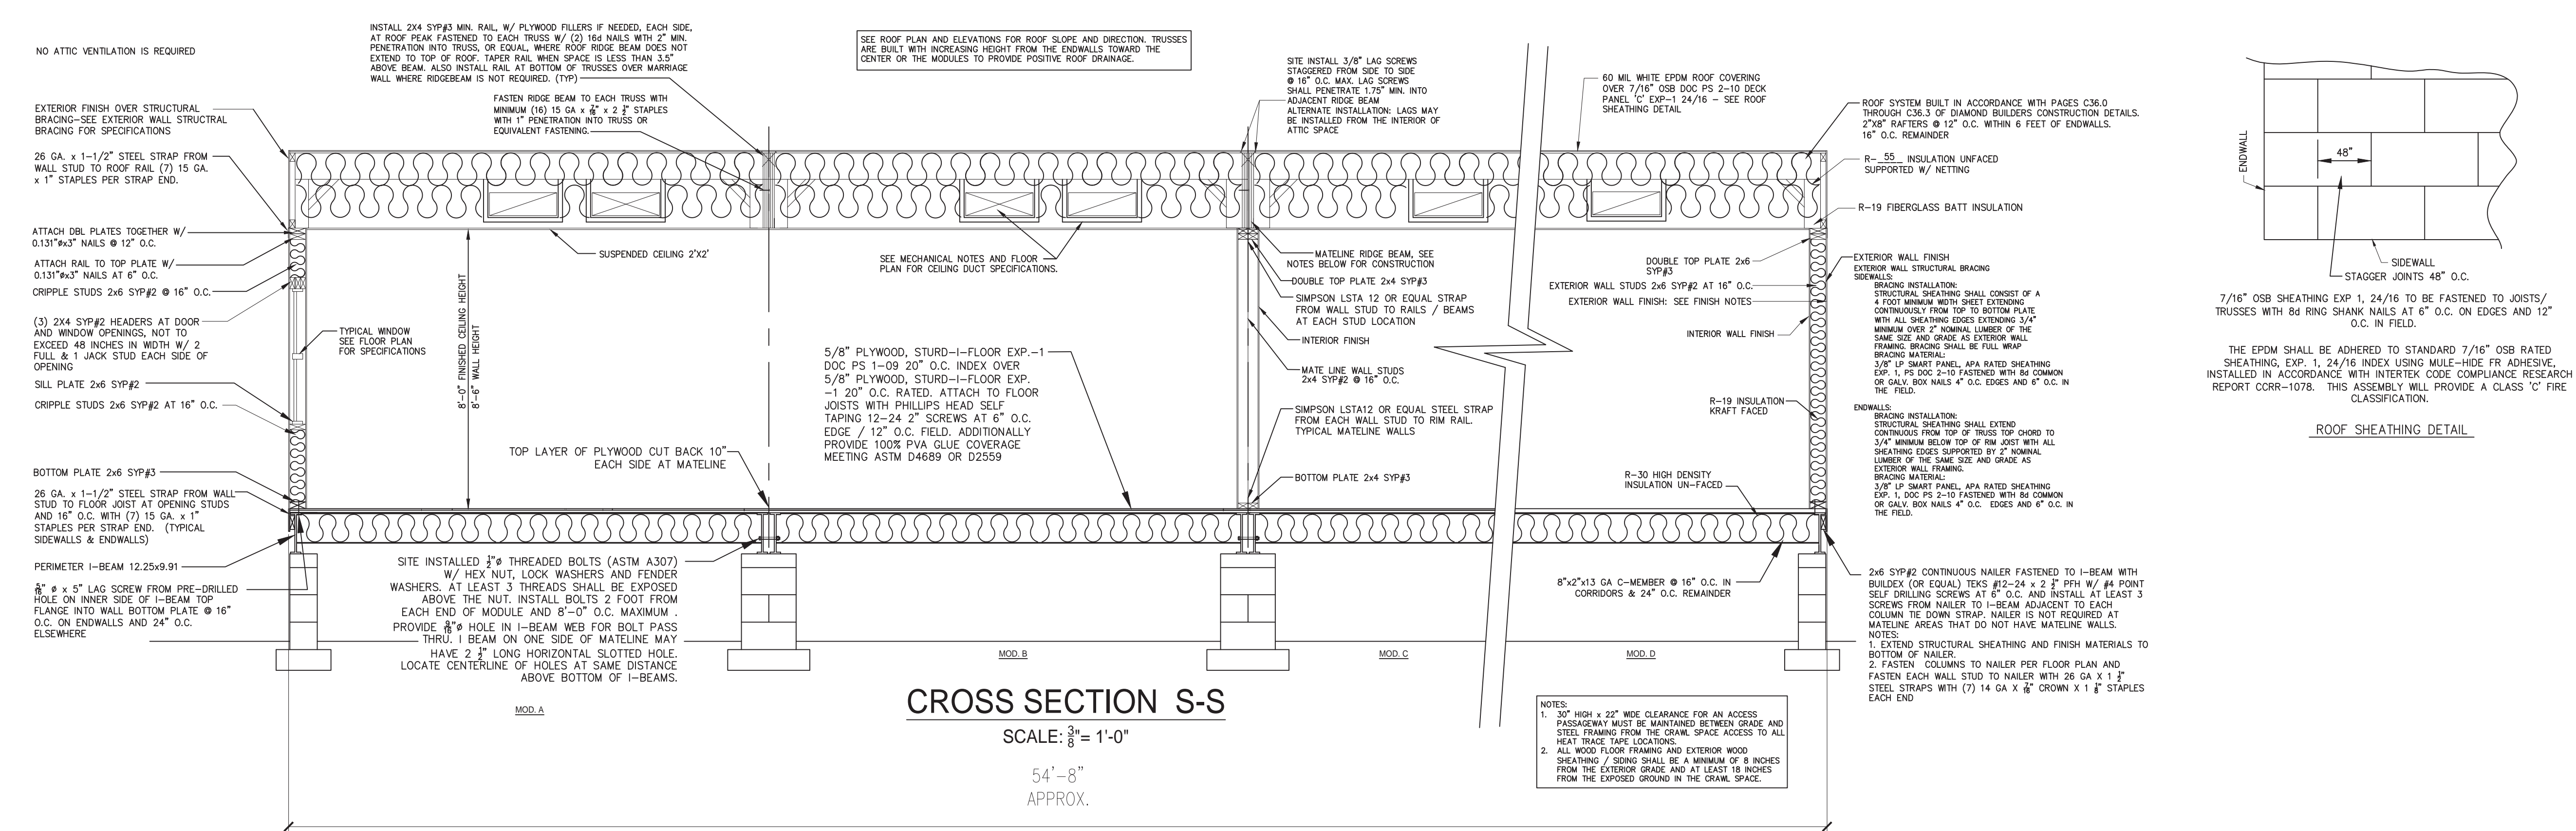 NO ATTIC VENTILATION IS REQUIRED
EXTERIOR FINISH OVER STRUCTURAL
BRACING-SEE EXTERIOR WALL STRUCTRAL
BRACING FOR SPECIFICATIONS
26 GA. x 1-1/2" STEEL STRAP FROM
WALL STUD TO ROOF RAIL (7) 15 GA.
x 1" STAPLES PER STRAP END.
ATTACH DBL PLATES TOGETHER W/
0.131"øx3" NAILS @ 12" O.C.
ATTACH RAIL TO TOP PLATE W/
0.131"øx3" NAILS AT 6" O.C.
CRIPPLE STUDS 2x6 SYP#2 @ 16" O.C.
(3) 2X4 SYP#2 HEADERS AT DOOR
AND WINDOW OPENINGS, NOT TO
EXCEED 48 INCHES IN WIDTH W/ 2
FULL & 1 JACK STUD EACH SIDE OF
OPENING
SILL PLATE 2x6 SYP#2
CRIPPLE STUDS 2x6 SYP#2 AT 16" O.C.
BOTTOM PLATE 2x6 SYP#3
26 GA. x 1-1/2" STEEL STRAP FROM WALL
STUD TO FLOOR JOIST AT OPENING STUDS
AND 16" O.C. WITH (7) 15 GA. x 1"
STAPLES PER STRAP END. (TYPICAL
SIDEWALLS & ENDWALLS)
PERIMETER I-BEAM 12.25x9.91
5/16" ø x 5" LAG SCREW FROM PRE-DRILLED
HOLE ON INNER SIDE OF I-BEAM TOP
FLANGE INTO WALL BOTTOM PLATE @ 16"
O.C. ON ENDWALLS AND 24" O.C.
ELSEWHERE
INSTALL 2X4 SYP#3 MIN. RAIL, W/ PLYWOOD FILLERS IF NEEDED, EACH SIDE,
AT ROOF PEAK FASTENED TO EACH TRUSS W/ (2) 16d NAILS WITH 2" MIN.
PENETRATION INTO TRUSS, OR EQUAL, WHERE ROOF RIDGE BEAM DOES NOT
EXTEND TO TOP OF ROOF. TAPER RAIL WHEN SPACE IS LESS THAN 3.5"
ABOVE BEAM. ALSO INSTALL RAIL AT BOTTOM OF TRUSSES OVER MARRIAGE
WALL WHERE RIDGEBEAM IS NOT REQUIRED. (TYP)
FASTEN RIDGE BEAM TO EACH TRUSS WITH
MINIMUM (16) 15 GA x 7/16" x 2 1/2" STAPLES
WITH 1" PENETRATION INTO TRUSS OR
EQUIVALENT FASTENING.
SEE ROOF PLAN AND ELEVATIONS FOR ROOF SLOPE AND DIRECTION. TRUSSES
ARE BUILT WITH INCREASING HEIGHT FROM THE ENDWALLS TOWARD THE
CENTER OR THE MODULES TO PROVIDE POSITIVE ROOF DRAINAGE.
SITE INSTALL 3/8" LAG SCREWS
STAGGERED FROM SIDE TO SIDE
@ 16" O.C. MAX. LAG SCREWS
SHALL PENETRATE 1.75" MIN. INTO
ADJACENT RIDGE BEAM
ALTERNATE INSTALLATION: LAGS MAY
BE INSTALLED FROM THE INTERIOR OF
ATTIC SPACE
60 MIL WHITE EPDM ROOF COVERING
OVER 7/16" OSB DOC PS 2-10 DECK
PANEL 'C' EXP-1 24/16 - SEE ROOF
SHEATHING DETAIL
ROOF SYSTEM BUILT IN ACCORDANCE WITH PAGES C36.0
THROUGH C36.3 OF DIAMOND BUILDERS CONSTRUCTION DETAILS.
2"X8" RAFTERS @ 12" O.C. WITHIN 6 FEET OF ENDWALLS.
16" O.C. REMAINDER
R- 55 INSULATION UNFACED
SUPPORTED W/ NETTING
R-19 FIBERGLASS BATT INSULATION
SUSPENDED CEILING 2'X2'
SEE MECHANICAL NOTES AND FLOOR
PLAN FOR CEILING DUCT SPECIFICATIONS.
8'-0" FINISHED CEILING HEIGHT
8'-6" WALL HEIGHT
TYPICAL WINDOW
SEE FLOOR PLAN
FOR SPECIFICATIONS
TOP LAYER OF PLYWOOD CUT BACK 10"
EACH SIDE AT MATELINE
5/8" PLYWOOD, STURD-I-FLOOR EXP.-1
DOC PS 1-09 20" O.C. INDEX OVER
5/8" PLYWOOD, STURD-I-FLOOR EXP.
-1 20" O.C. RATED. ATTACH TO FLOOR
JOISTS WITH PHILLIPS HEAD SELF
TAPING 12-24 2" SCREWS AT 6" O.C.
EDGE / 12" O.C. FIELD. ADDITIONALLY
PROVIDE 100% PVA GLUE COVERAGE
MEETING ASTM D4689 OR D2559
MATELINE RIDGE BEAM, SEE
NOTES BELOW FOR CONSTRUCTION
DOUBLE TOP PLATE 2x4 SYP#3
SIMPSON LSTA 12 OR EQUAL STRAP
FROM WALL STUD TO RAILS / BEAMS
AT EACH STUD LOCATION
INTERIOR FINISH
MATE LINE WALL STUDS
2x4 SYP#2 @ 16" O.C.
SIMPSON LSTA12 OR EQUAL STEEL STRAP
FROM EACH WALL STUD TO RIM RAIL.
TYPICAL MATELINE WALLS
BOTTOM PLATE 2x4 SYP#3
DOUBLE TOP PLATE 2x6
SYP#3
EXTERIOR WALL STUDS 2x6 SYP#2 AT 16" O.C.
EXTERIOR WALL FINISH: SEE FINISH NOTES
INTERIOR WALL FINISH
R-19 INSULATION
KRAFT FACED
R-30 HIGH DENSITY
INSULATION UN-FACED
8"x2"x13 GA C-MEMBER @ 16" O.C. IN
CORRIDORS & 24" O.C. REMAINDER
EXTERIOR WALL FINISH
EXTERIOR WALL STRUCTURAL BRACING
SIDEWALLS:
BRACING INSTALLATION:
STRUCTURAL SHEATHING SHALL CONSIST OF A
4 FOOT MINIMUM WIDTH SHEET EXTENDING
CONTINUOUSLY FROM TOP TO BOTTOM PLATE
WITH ALL SHEATHING EDGES EXTENDING 3/4"
MINIMUM OVER 2" NOMINAL LUMBER OF THE
SAME SIZE AND GRADE AS EXTERIOR WALL
FRAMING. BRACING SHALL BE FULL WRAP
BRACING MATERIAL:
3/8" LP SMART PANEL, APA RATED SHEATHING
EXP. 1, PS DOC 2-10 FASTENED WITH 8d COMMON
OR GALV. BOX NAILS 4" O.C. EDGES AND 6" O.C. IN
THE FIELD.
ENDWALLS:
BRACING INSTALLATION:
STRUCTURAL SHEATHING SHALL EXTEND
CONTINUOUS FROM TOP OF TRUSS TOP CHORD TO
3/4" MINIMUM BELOW TOP OF RIM JOIST WITH ALL
SHEATHING EDGES SUPPORTED BY 2" NOMINAL
LUMBER OF THE SAME SIZE AND GRADE AS
EXTERIOR WALL FRAMING.
BRACING MATERIAL:
3/8" LP SMART PANEL, APA RATED SHEATHING
EXP. 1, DOC PS 2-10 FASTENED WITH 8d COMMON
OR GALV. BOX NAILS 4" O.C. EDGES AND 6" O.C. IN
THE FIELD.
2x6 SYP#2 CONTINUOUS NAILER FASTENED TO I-BEAM WITH
BUILDEX (OR EQUAL) TEKS #12-24 x 2 1/2" PFH W/ #4 POINT
SELF DRILLING SCREWS AT 6" O.C. AND INSTALL AT LEAST 3
SCREWS FROM NAILER TO I-BEAM ADJACENT TO EACH
COLUMN TIE DOWN STRAP. NAILER IS NOT REQUIRED AT
MATELINE AREAS THAT DO NOT HAVE MATELINE WALLS.
NOTES:
1. EXTEND STRUCTURAL SHEATHING AND FINISH MATERIALS TO
BOTTOM OF NAILER.
2. FASTEN COLUMNS TO NAILER PER FLOOR PLAN AND
FASTEN EACH WALL STUD TO NAILER WITH 26 GA X 1 1/2"
STEEL STRAPS WITH (7) 14 GA X 7/16" CROWN X 1 1/8" STAPLES
EACH END
SITE INSTALLED 1/2"ø THREADED BOLTS (ASTM A307)
W/ HEX NUT, LOCK WASHERS AND FENDER
WASHERS. AT LEAST 3 THREADS SHALL BE EXPOSED
ABOVE THE NUT. INSTALL BOLTS 2 FOOT FROM
EACH END OF MODULE AND 8'-0" O.C. MAXIMUM .
PROVIDE 9/16"ø HOLE IN I-BEAM WEB FOR BOLT PASS
THRU. I BEAM ON ONE SIDE OF MATELINE MAY
HAVE 2 1/2" LONG HORIZONTAL SLOTTED HOLE.
LOCATE CENTERLINE OF HOLES AT SAME DISTANCE
ABOVE BOTTOM OF I-BEAMS.
MOD. A
MOD. B
MOD. C
MOD. D
CROSS SECTION S-S
SCALE: 3/8"= 1'-0"
54'-8"
APPROX.
NOTES:
1. 30" HIGH x 22" WIDE CLEARANCE FOR AN ACCESS
PASSAGEWAY MUST BE MAINTAINED BETWEEN GRADE AND
STEEL FRAMING FROM THE CRAWL SPACE ACCESS TO ALL
HEAT TRACE TAPE LOCATIONS.
2. ALL WOOD FLOOR FRAMING AND EXTERIOR WOOD
SHEATHING / SIDING SHALL BE A MINIMUM OF 8 INCHES
FROM THE EXTERIOR GRADE AND AT LEAST 18 INCHES
FROM THE EXPOSED GROUND IN THE CRAWL SPACE.
ENDWALL
48"
SIDEWALL
STAGGER JOINTS 48" O.C.
7/16" OSB SHEATHING EXP 1, 24/16 TO BE FASTENED TO JOISTS/
TRUSSES WITH 8d RING SHANK NAILS AT 6" O.C. ON EDGES AND 12"
O.C. IN FIELD.
THE EPDM SHALL BE ADHERED TO STANDARD 7/16" OSB RATED
SHEATHING, EXP. 1, 24/16 INDEX USING MULE-HIDE FR ADHESIVE,
INSTALLED IN ACCORDANCE WITH INTERTEK CODE COMPLIANCE RESEARCH
REPORT CCRR-1078. THIS ASSEMBLY WILL PROVIDE A CLASS 'C' FIRE
CLASSIFICATION.
ROOF SHEATHING DETAIL